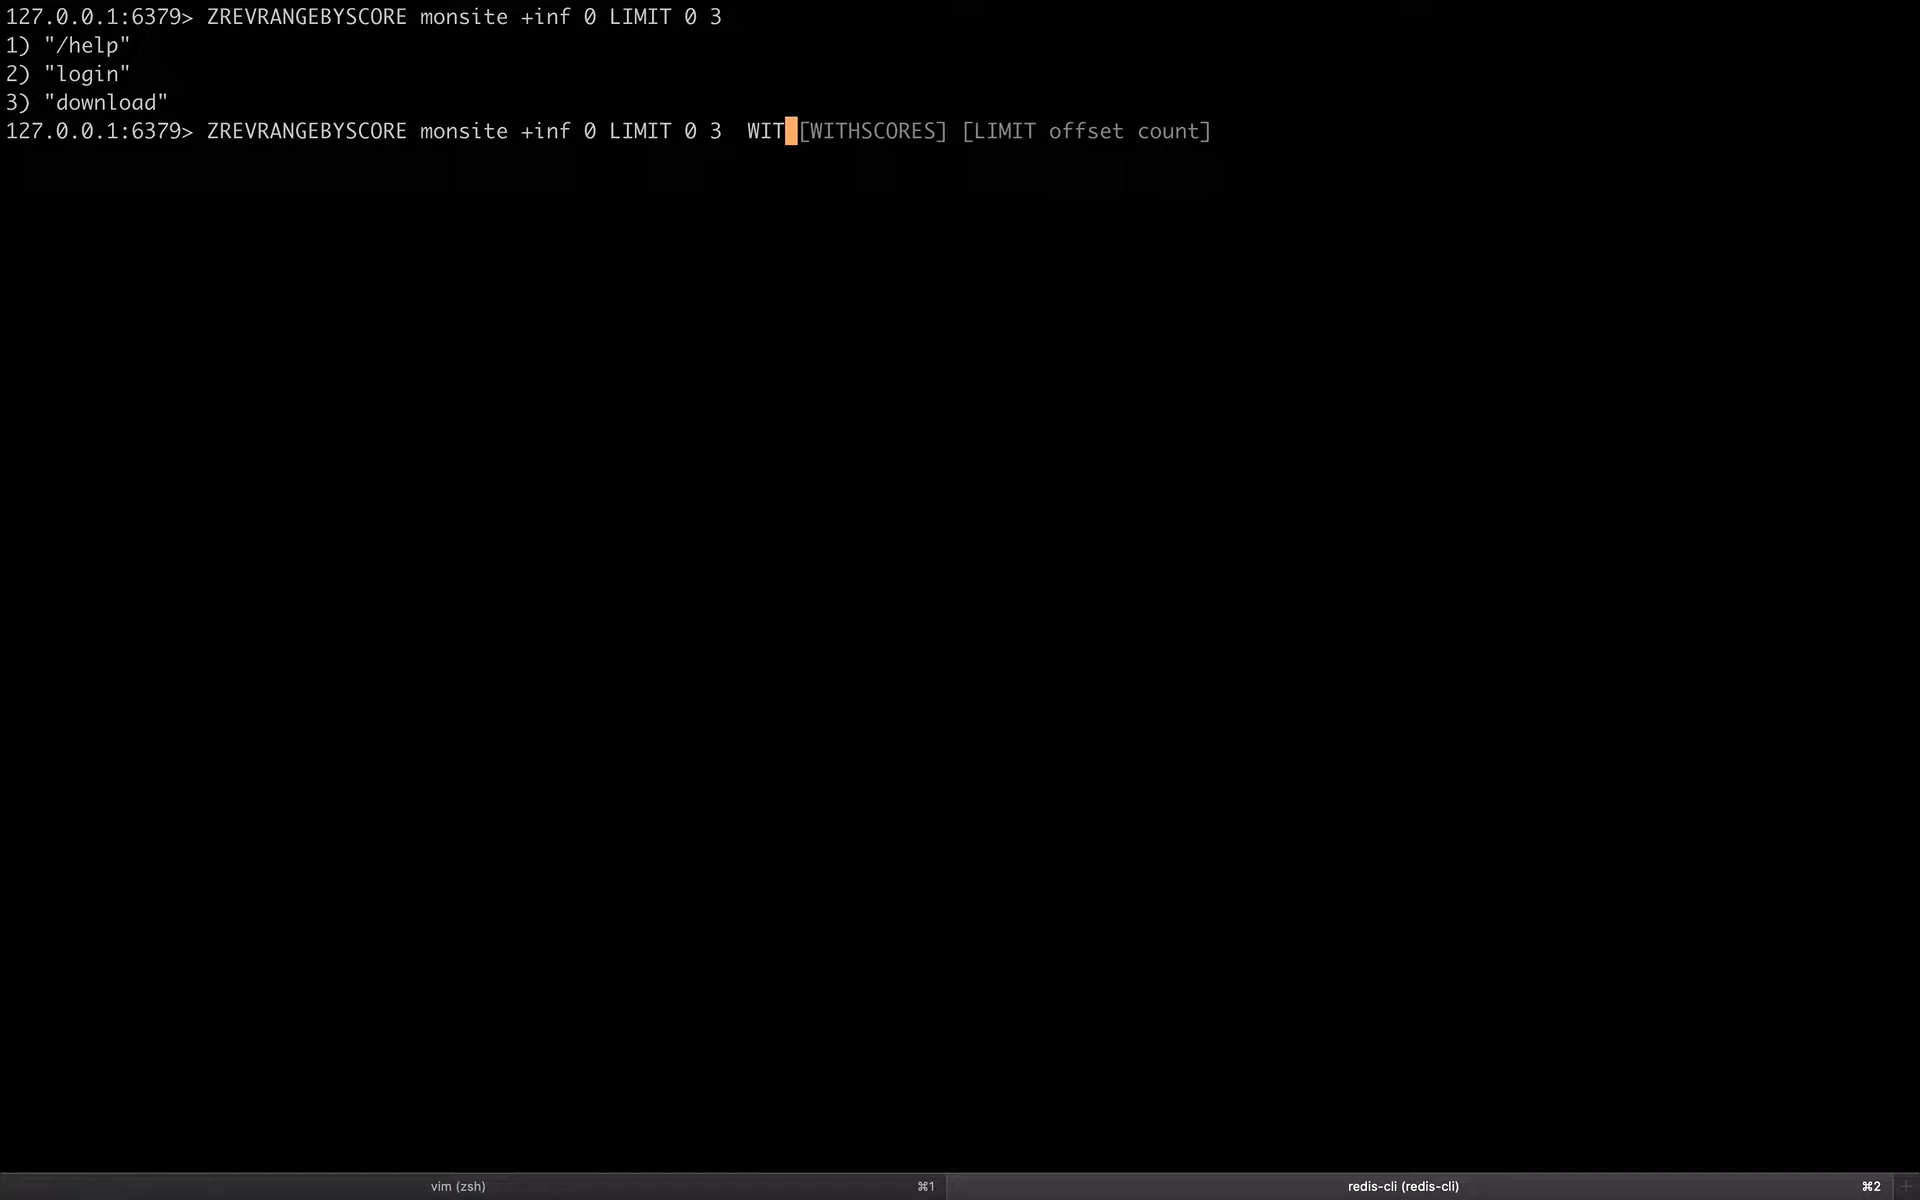 127.0.0.1:6379> ZREVRANGEBYSCORE monsite +inf 0 LIMIT 0 3
1) "/help"
2) "login"
3) "download"
127.0.0.1:6379> ZREVRANGEBYSCORE monsite +inf 0 LIMIT 0 3  WIT [WITHSCORES] [LIMIT offset count]
vim (zsh) ⌘1 redis-cli (redis-cli) ⌘2